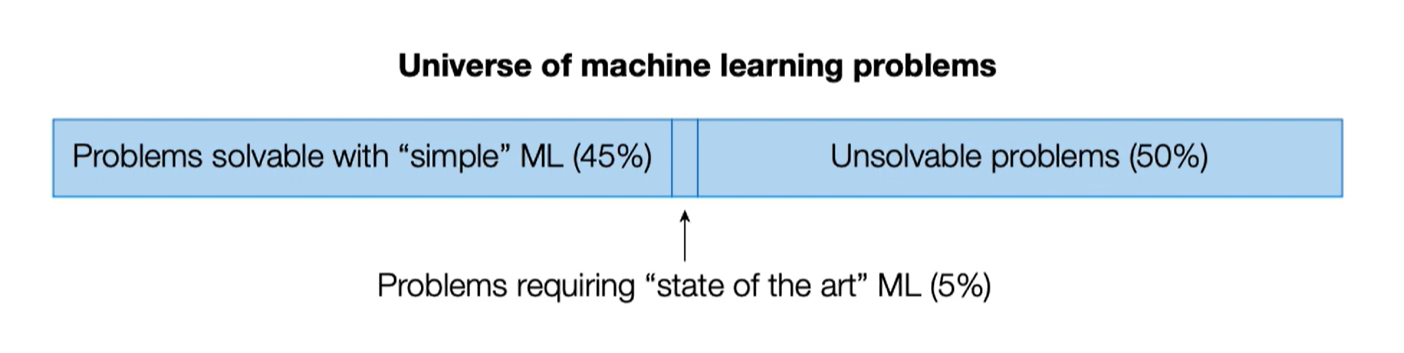 Universe of machine learning problems
Problems solvable with “simple” ML (45%)
Unsolvable problems (50%)
Problems requiring “state of the art” ML (5%)